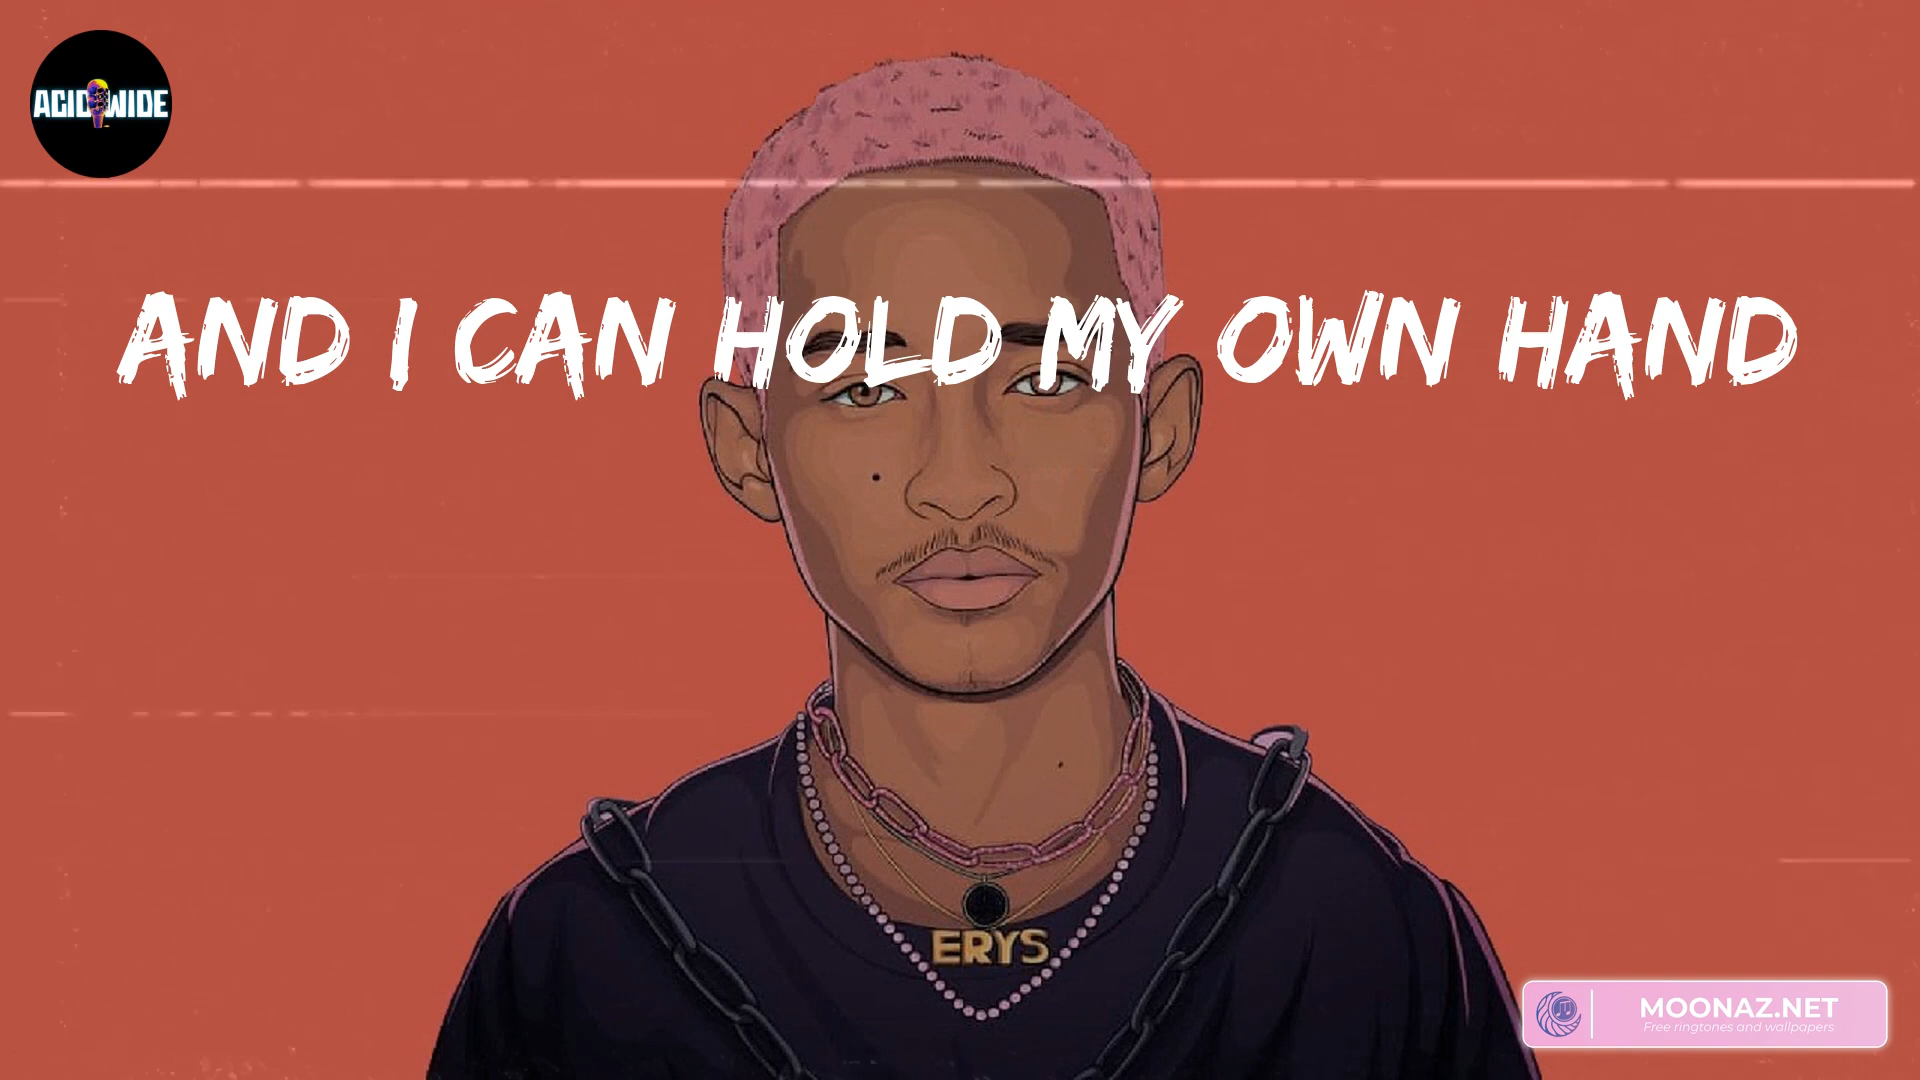 ACIDWIDE
AND I CAN HOLD MY OWN HAND
ERYS
MOONAZ.NET
Free ringtones and wallpapers